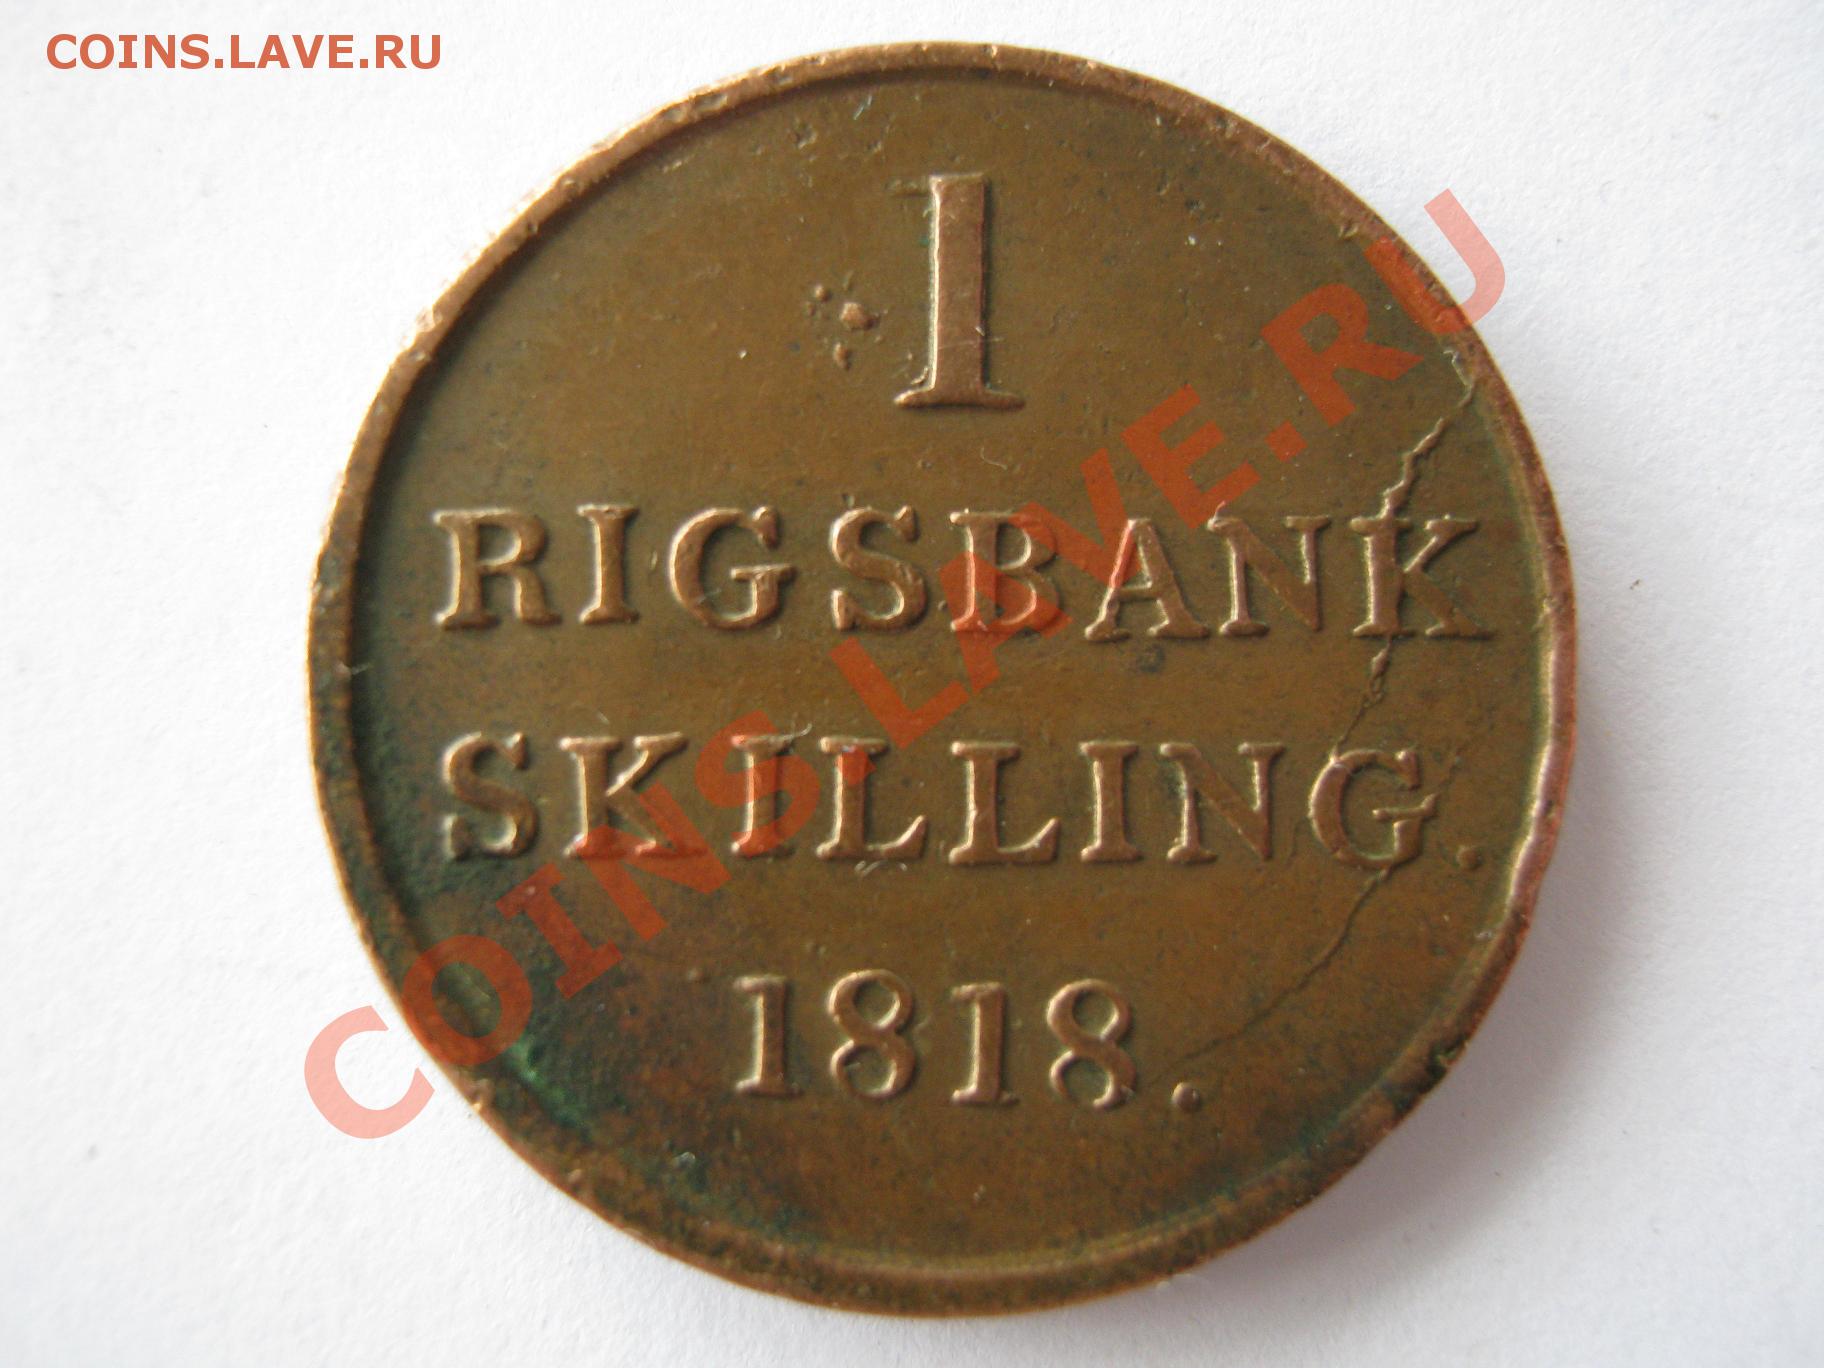 COINS.LAVE.RU
1
RIGSBANK
SKILLING.
1818.
COINS.LAVE.RU